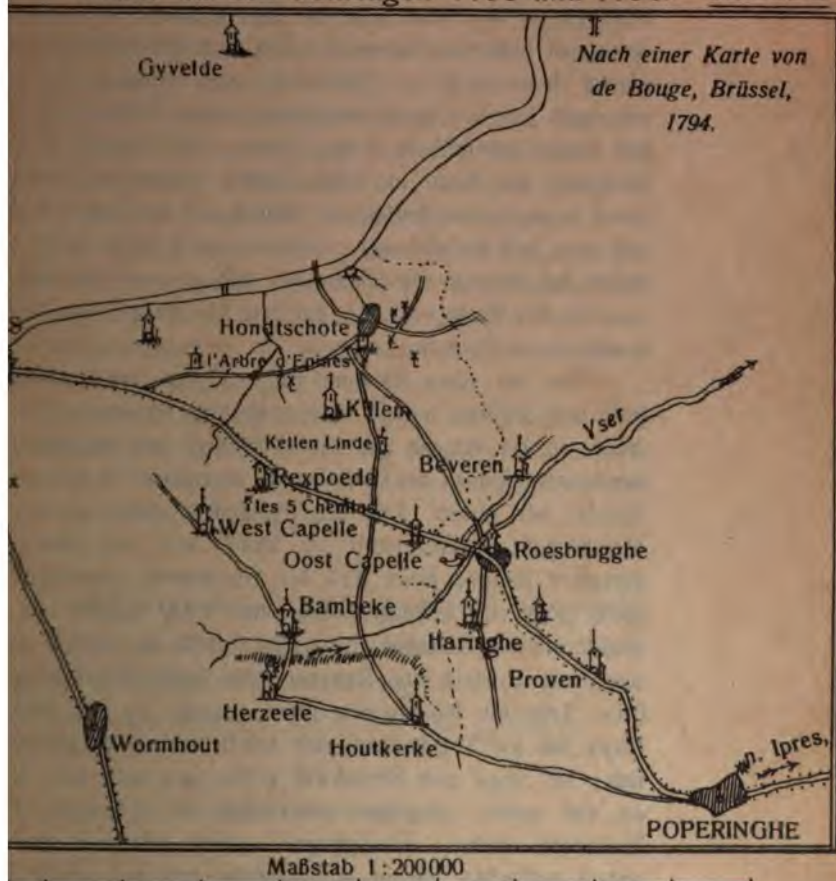 Gyvelde
Nach einer Karte von
de Bouge, Brüssel,
1794.
Hondtschote
l'Arbre d'Epines
Killem
Kellen Linde
Beveren
Yser
Rexpoede
les 5 Chemins
West Capelle
Oost Capelle
Roesbrugghe
Bambeke
Haringhe
Proven
Herzeele
Wormhout
Houtkerke
n. Ipres,
POPERINGHE
Maßstab 1:200000